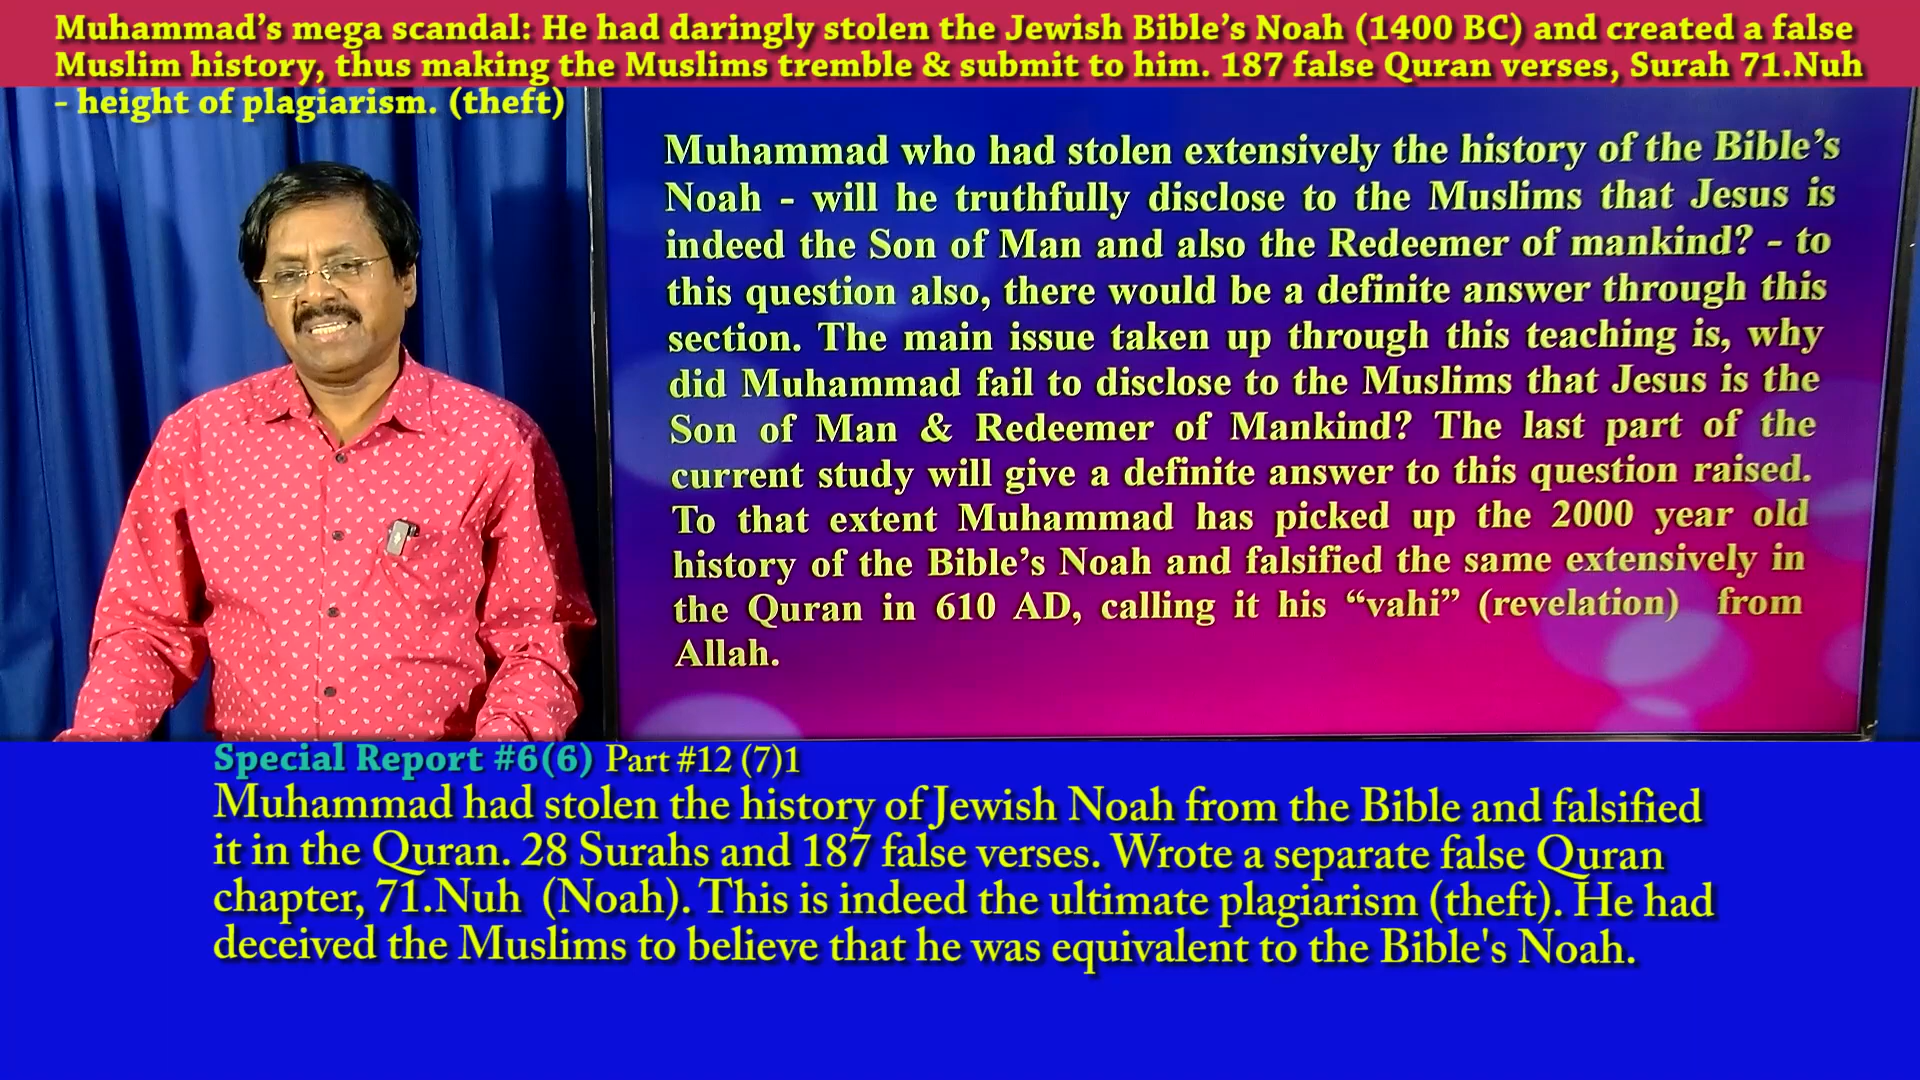 Muhammad’s mega scandal: He had daringly stolen the Jewish Bible’s Noah (1400 BC) and created a false
Muslim history, thus making the Muslims tremble & submit to him. 187 false Quran verses, Surah 71.Nuh
- height of plagiarism. (theft)
Muhammad who had stolen extensively the history of the Bible’s
Noah - will he truthfully disclose to the Muslims that Jesus is
indeed the Son of Man and also the Redeemer of mankind? - to
this question also, there would be a definite answer through this
section. The main issue taken up through this teaching is, why
did Muhammad fail to disclose to the Muslims that Jesus is the
Son of Man & Redeemer of Mankind? The last part of the
current study will give a definite answer to this question raised.
To that extent Muhammad has picked up the 2000 year old
history of the Bible’s Noah and falsified the same extensively in
the Quran in 610 AD, calling it his “vahi” (revelation) from
Allah.
Special Report #6(6) Part #12 (7)1
Muhammad had stolen the history of Jewish Noah from the Bible and falsified
it in the Quran. 28 Surahs and 187 false verses. Wrote a separate false Quran
chapter, 71.Nuh (Noah). This is indeed the ultimate plagiarism (theft). He had
deceived the Muslims to believe that he was equivalent to the Bible's Noah.